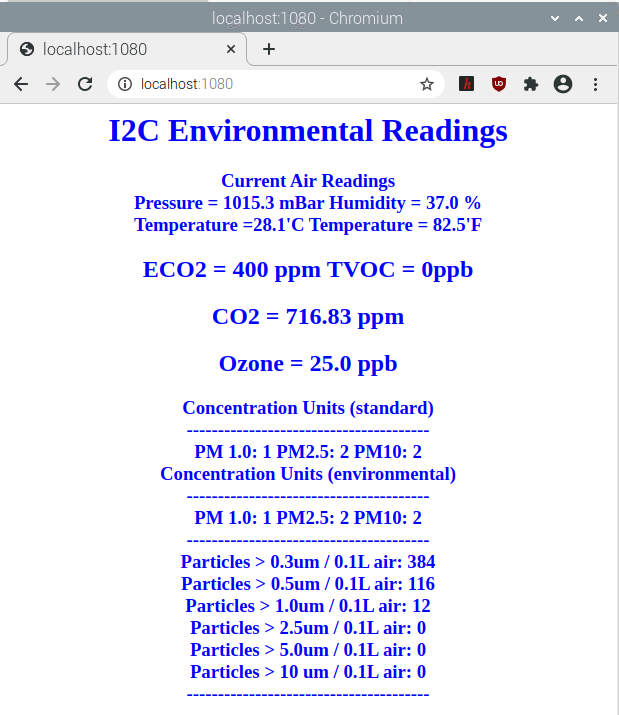 localhost:1080 - Chromium
localhost:1080
localhost:1080
I2C Environmental Readings
Current Air Readings
Pressure = 1015.3 mBar Humidity = 37.0 %
Temperature =28.1'C Temperature = 82.5'F
ECO2 = 400 ppm TVOC = 0ppb
CO2 = 716.83 ppm
Ozone = 25.0 ppb
Concentration Units (standard)
---------------------------------------
PM 1.0: 1 PM2.5: 2 PM10: 2
Concentration Units (environmental)
---------------------------------------
PM 1.0: 1 PM2.5: 2 PM10: 2
---------------------------------------
Particles > 0.3um / 0.1L air: 384
Particles > 0.5um / 0.1L air: 116
Particles > 1.0um / 0.1L air: 12
Particles > 2.5um / 0.1L air: 0
Particles > 5.0um / 0.1L air: 0
Particles > 10 um / 0.1L air: 0
---------------------------------------